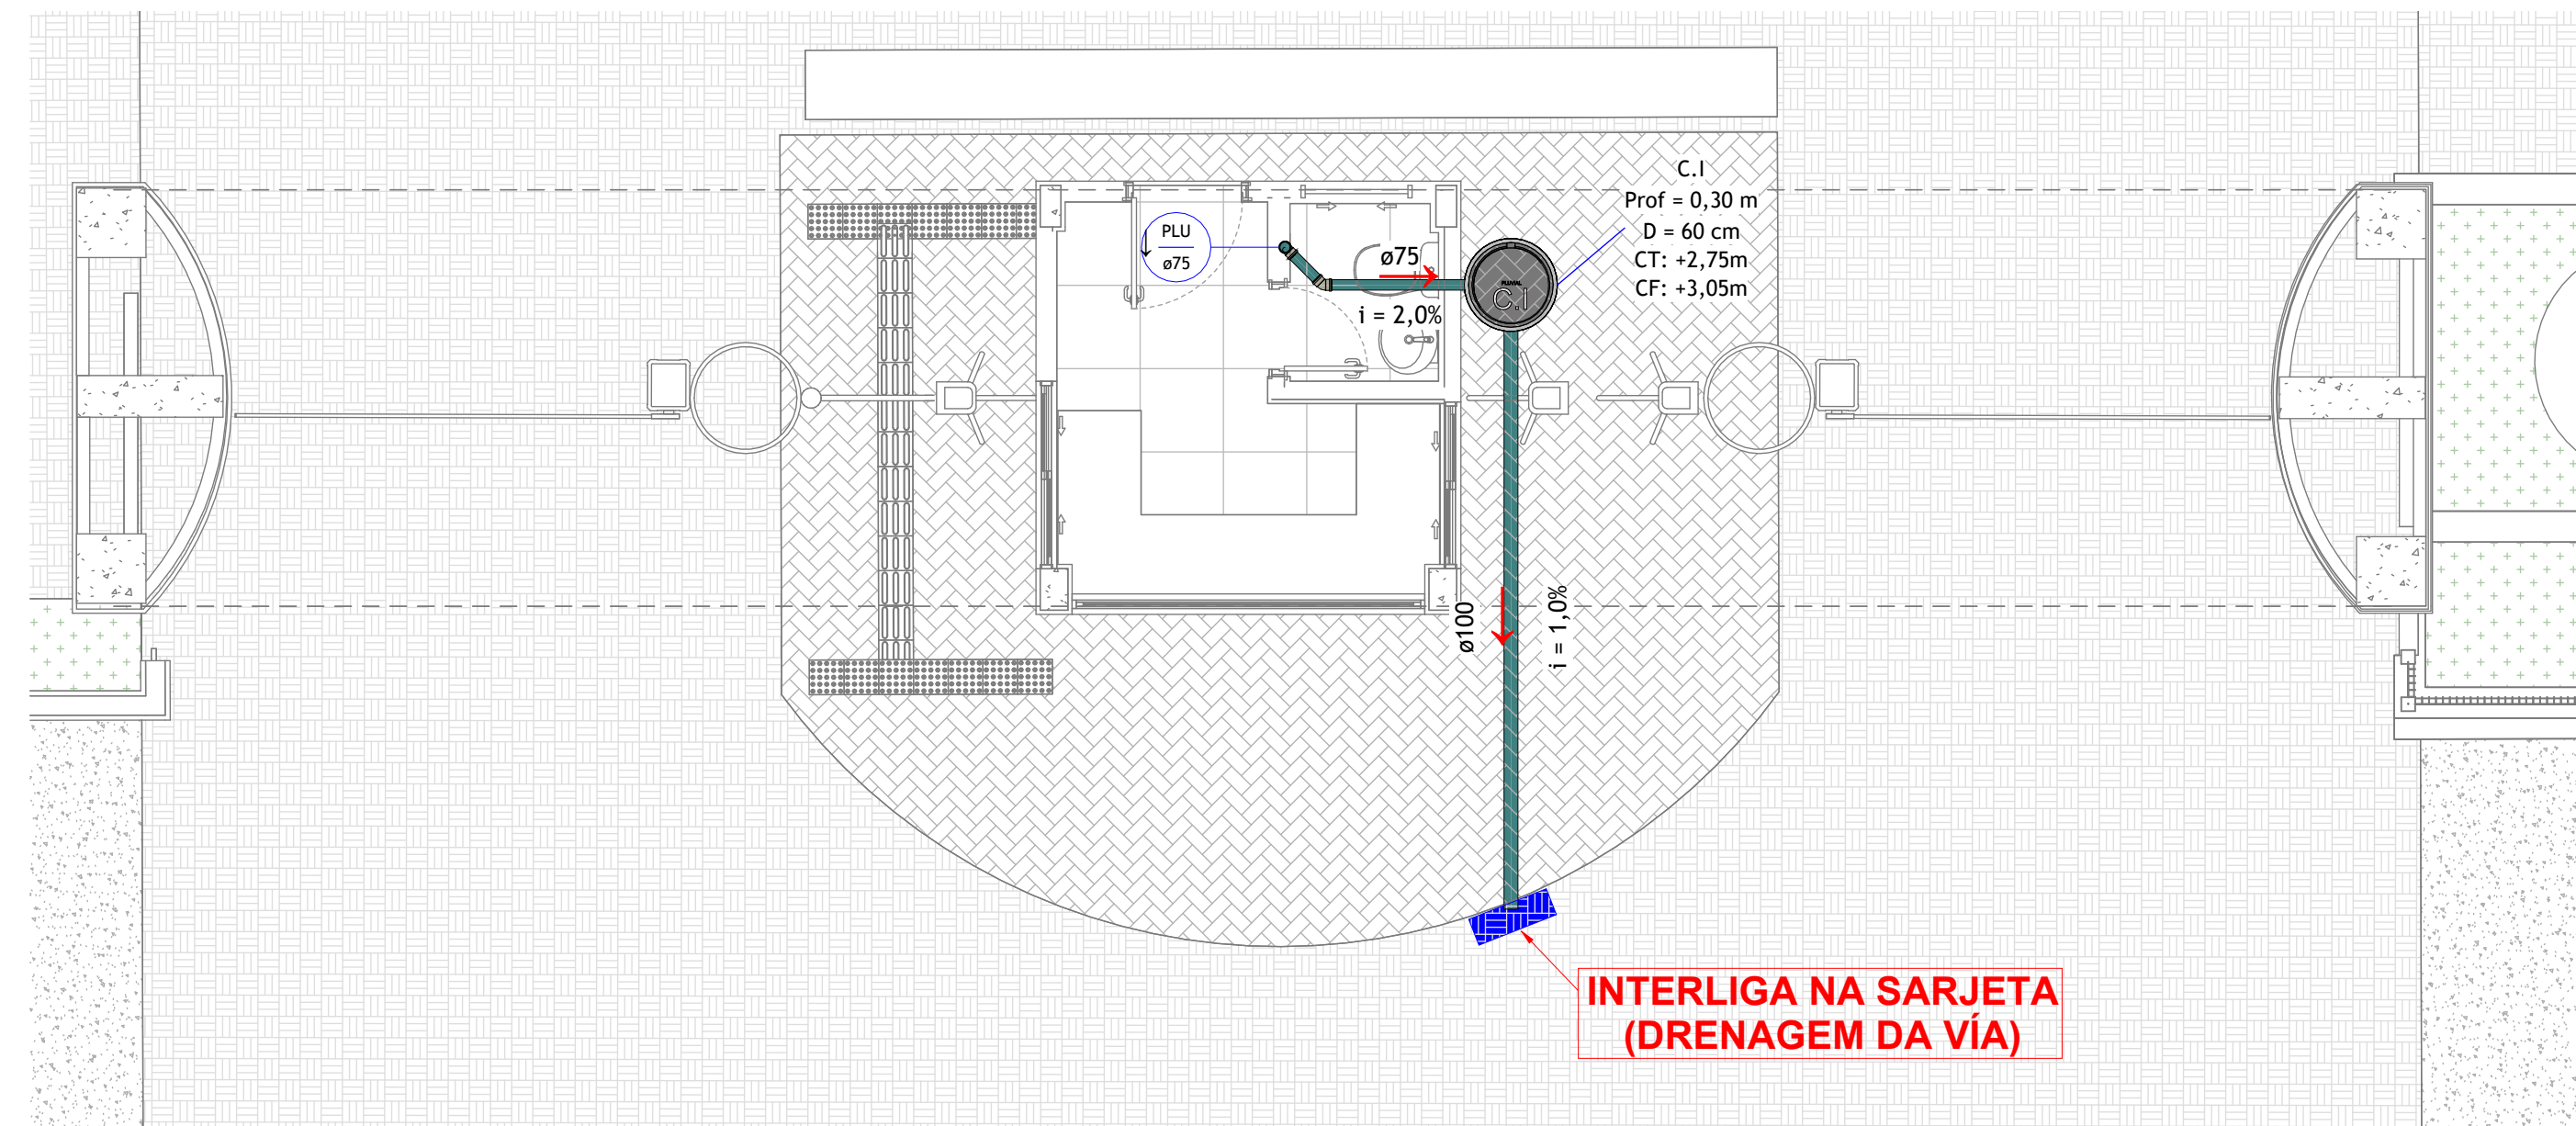 C.I
Prof = 0,30 m
D = 60 cm
CT: +2,75m
CF: +3,05m
PLU
ø75
ø75
i = 2,0%
PLUVIAL
C.I
ø100
i = 1,0%
INTERLIGA NA SARJETA
(DRENAGEM DA VÍA)